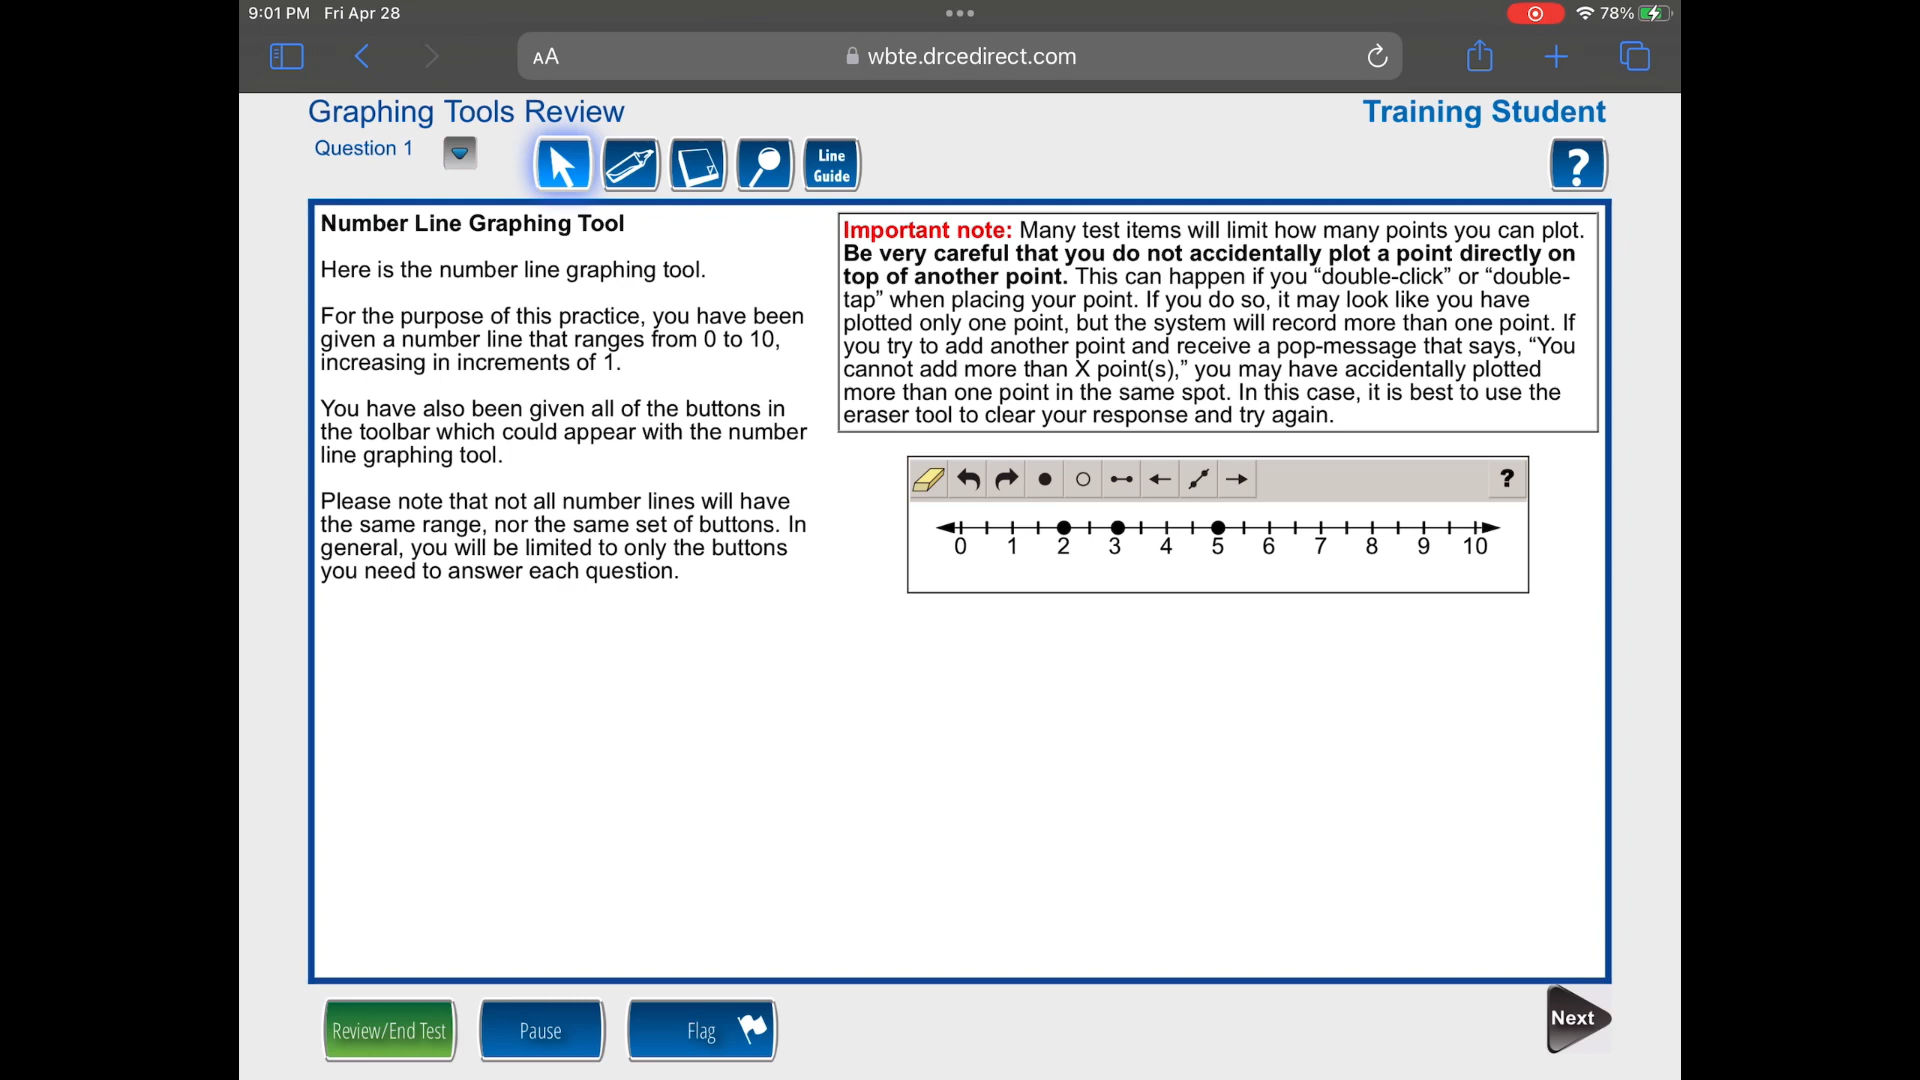 9:01 PM Fri Apr 28
78%
AA
wbte.drcedirect.com
Graphing Tools Review
Training Student
Question 1
Line
Guide
?
Number Line Graphing Tool
Here is the number line graphing tool.
For the purpose of this practice, you have been
given a number line that ranges from 0 to 10,
increasing in increments of 1.
You have also been given all of the buttons in
the toolbar which could appear with the number
line graphing tool.
Please note that not all number lines will have
the same range, nor the same set of buttons. In
general, you will be limited to only the buttons
you need to answer each question.
Important note: Many test items will limit how many points you can plot.
Be very careful that you do not accidentally plot a point directly on
top of another point. This can happen if you “double-click” or “double-
tap” when placing your point. If you do so, it may look like you have
plotted only one point, but the system will record more than one point. If
you try to add another point and receive a pop-message that says, “You
cannot add more than X point(s),” you may have accidentally plotted
more than one point in the same spot. In this case, it is best to use the
eraser tool to clear your response and try again.
?
0 1 2 3 4 5 6 7 8 9 10
Review/End Test
Pause
Flag
Next